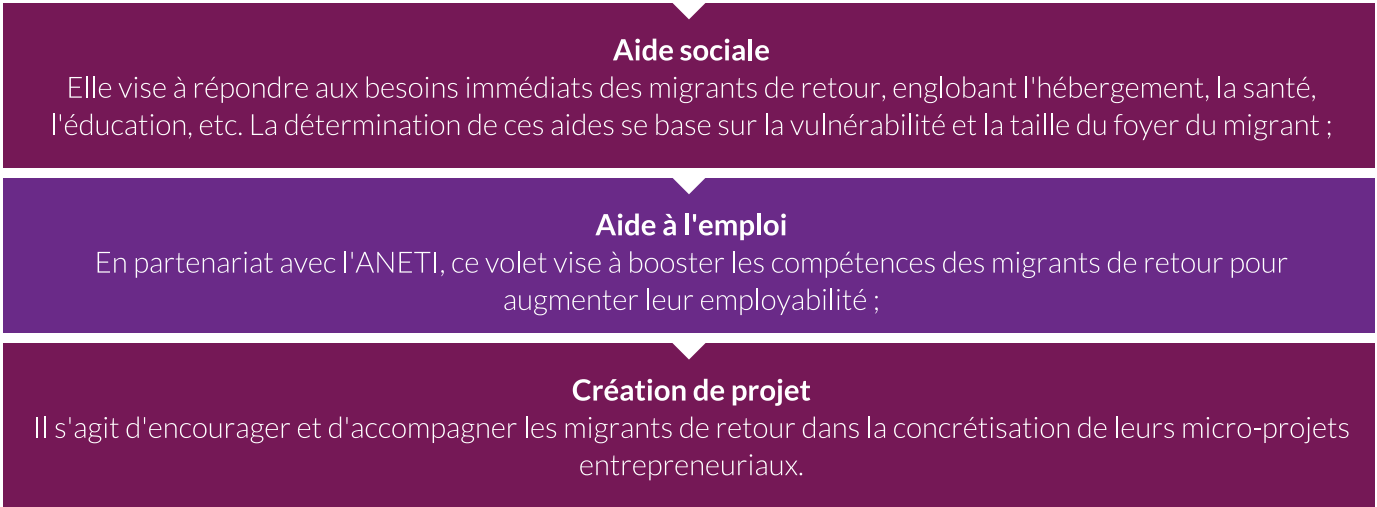 Aide sociale
Elle vise à répondre aux besoins immédiats des migrants de retour, englobant l'hébergement, la santé,
l'éducation, etc. La détermination de ces aides se base sur la vulnérabilité et la taille du foyer du migrant ;
Aide à l'emploi
En partenariat avec l'ANETI, ce volet vise à booster les compétences des migrants de retour pour
augmenter leur employabilité ;
Création de projet
Il s'agit d'encourager et d'accompagner les migrants de retour dans la concrétisation de leurs micro-projets
entrepreneuriaux.